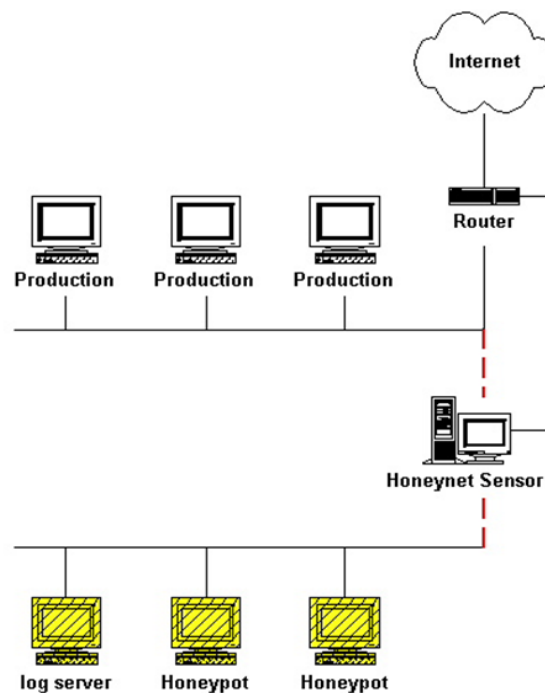 Internet
Router
Production Production Production
Honeynet Sensor
log server Honeypot Honeypot